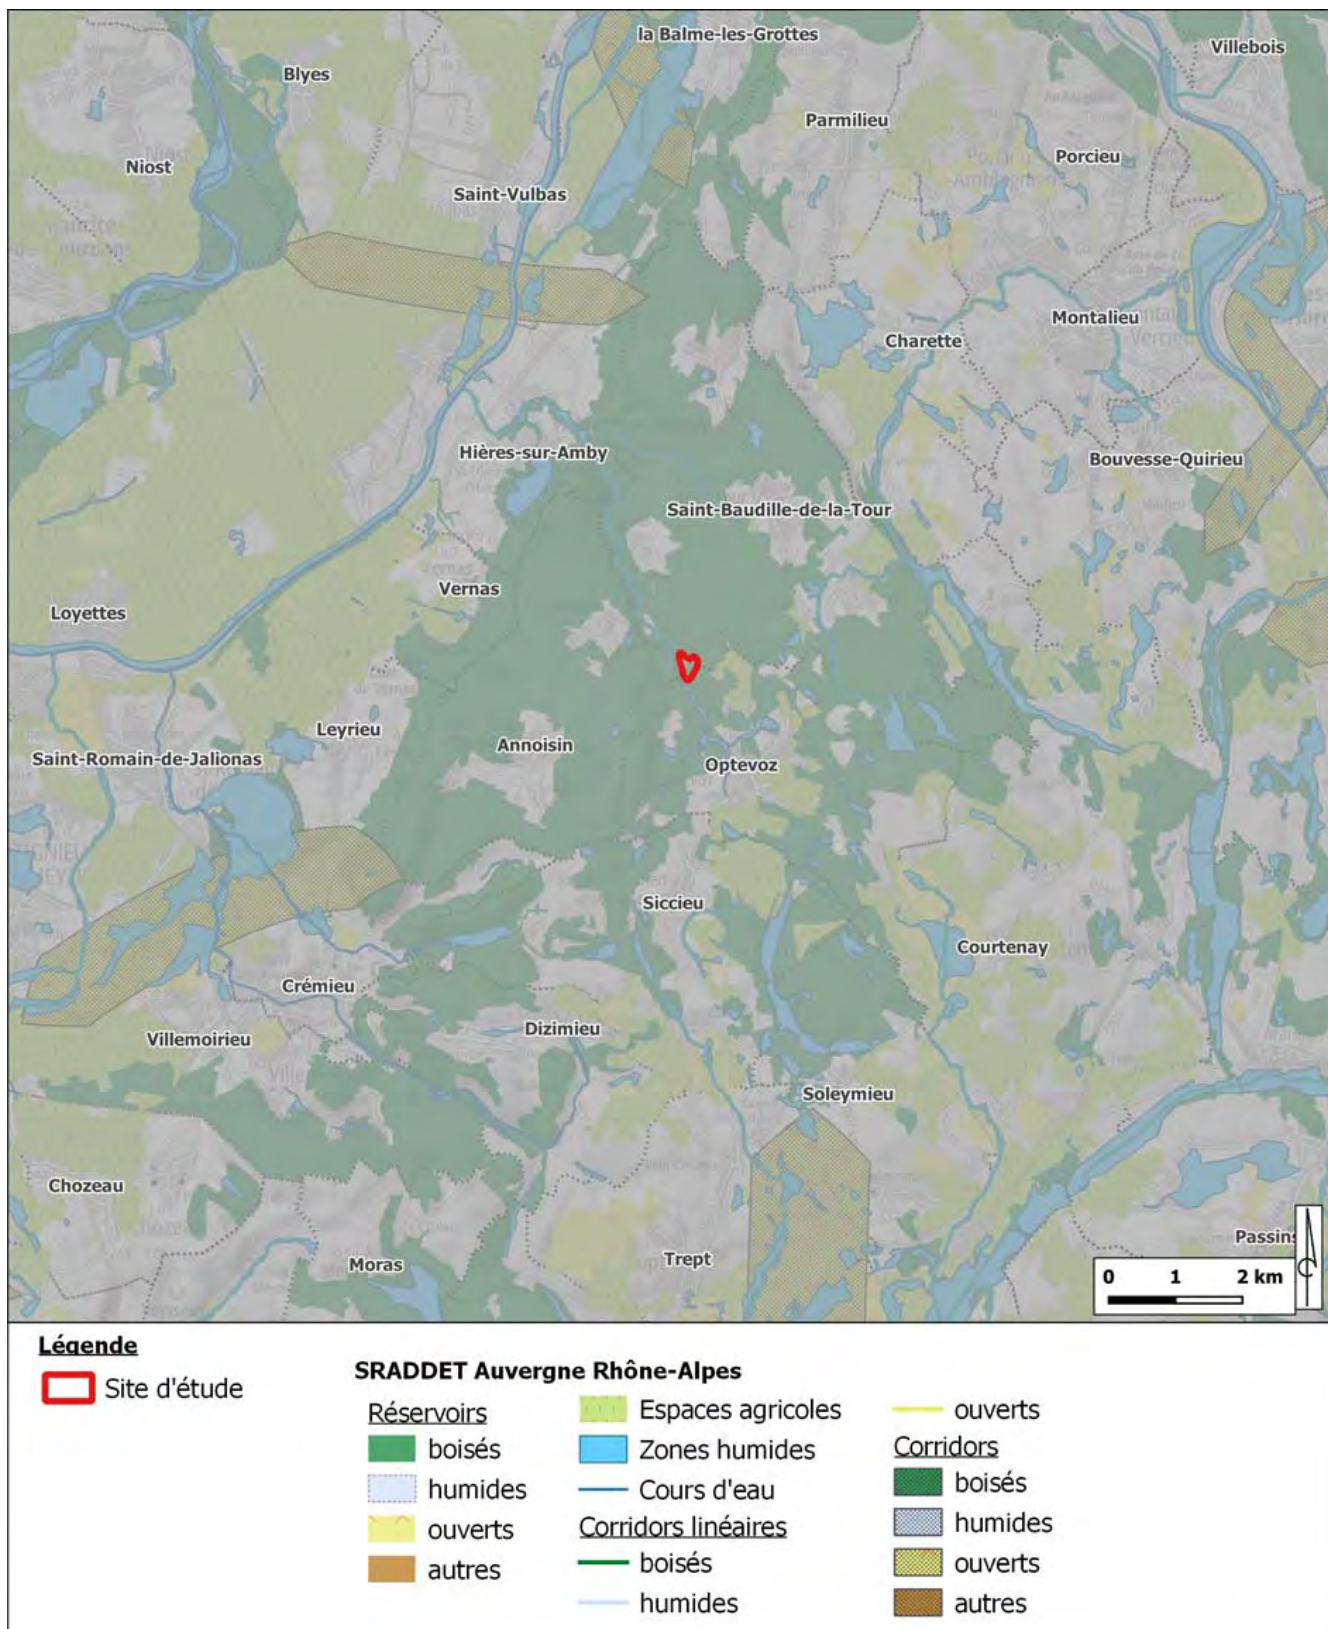 la Balme-les-Grottes
Villebois
Blyes
Parmilieu
Niost
Porcieu
Saint-Vulbas
Montalieu
Charette
Hières-sur-Amby
Bouvesse-Quirieu
Saint-Baudille-de-la-Tour
Vernas
Loyettes
Leyrieu
Annoisin
Saint-Romain-de-Jalionas
Optevoz
Siccieu
Courtenay
Crémieu
Dizimieu
Villemoirieu
Soleymieu
Chozeau
Passins
Trept
Moras
0 1 2 km
Légende
Site d'étude
SRADDET Auvergne Rhône-Alpes
Réservoirs
boisés
humides
ouverts
autres
Espaces agricoles
Zones humides
Cours d'eau
Corridors linéaires
boisés
humides
ouverts
Corridors
boisés
humides
ouverts
autres